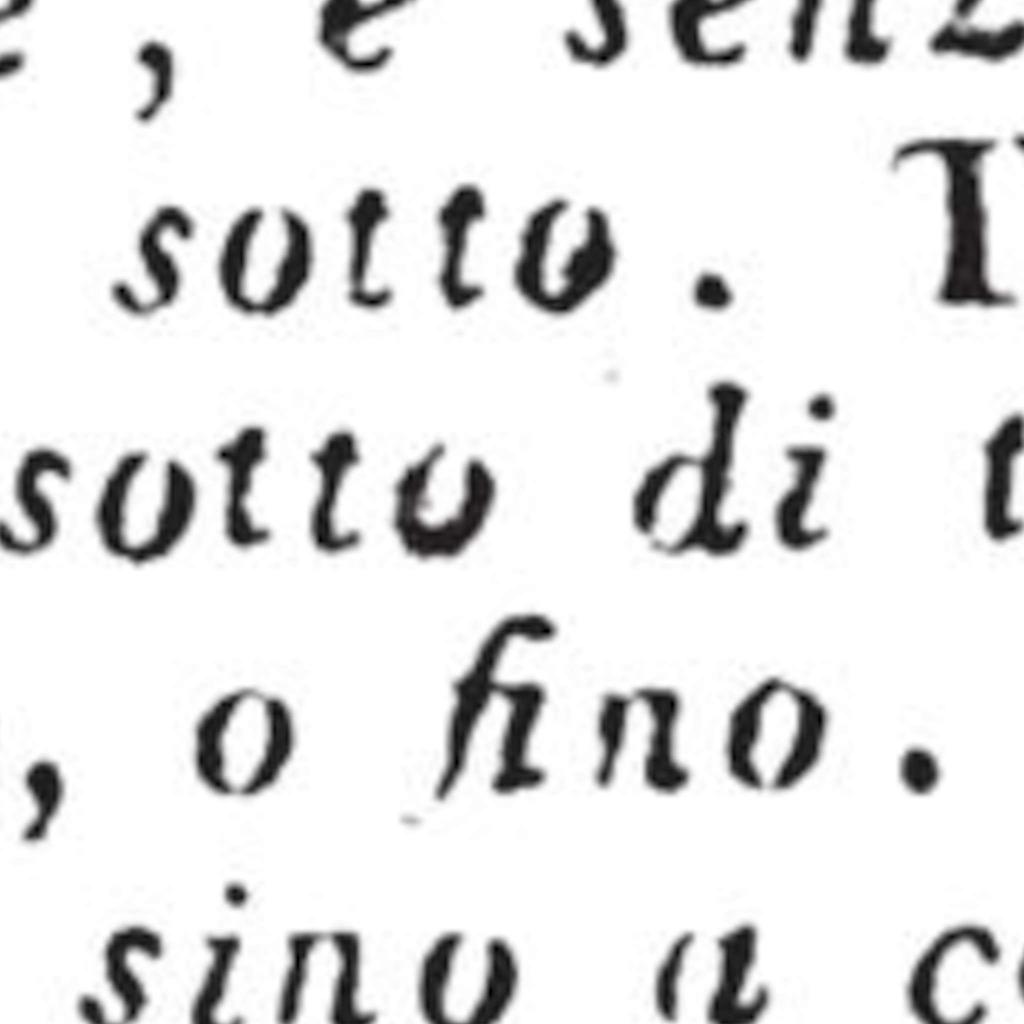 , e
sotto.
sotto di
, o fino.
sino a